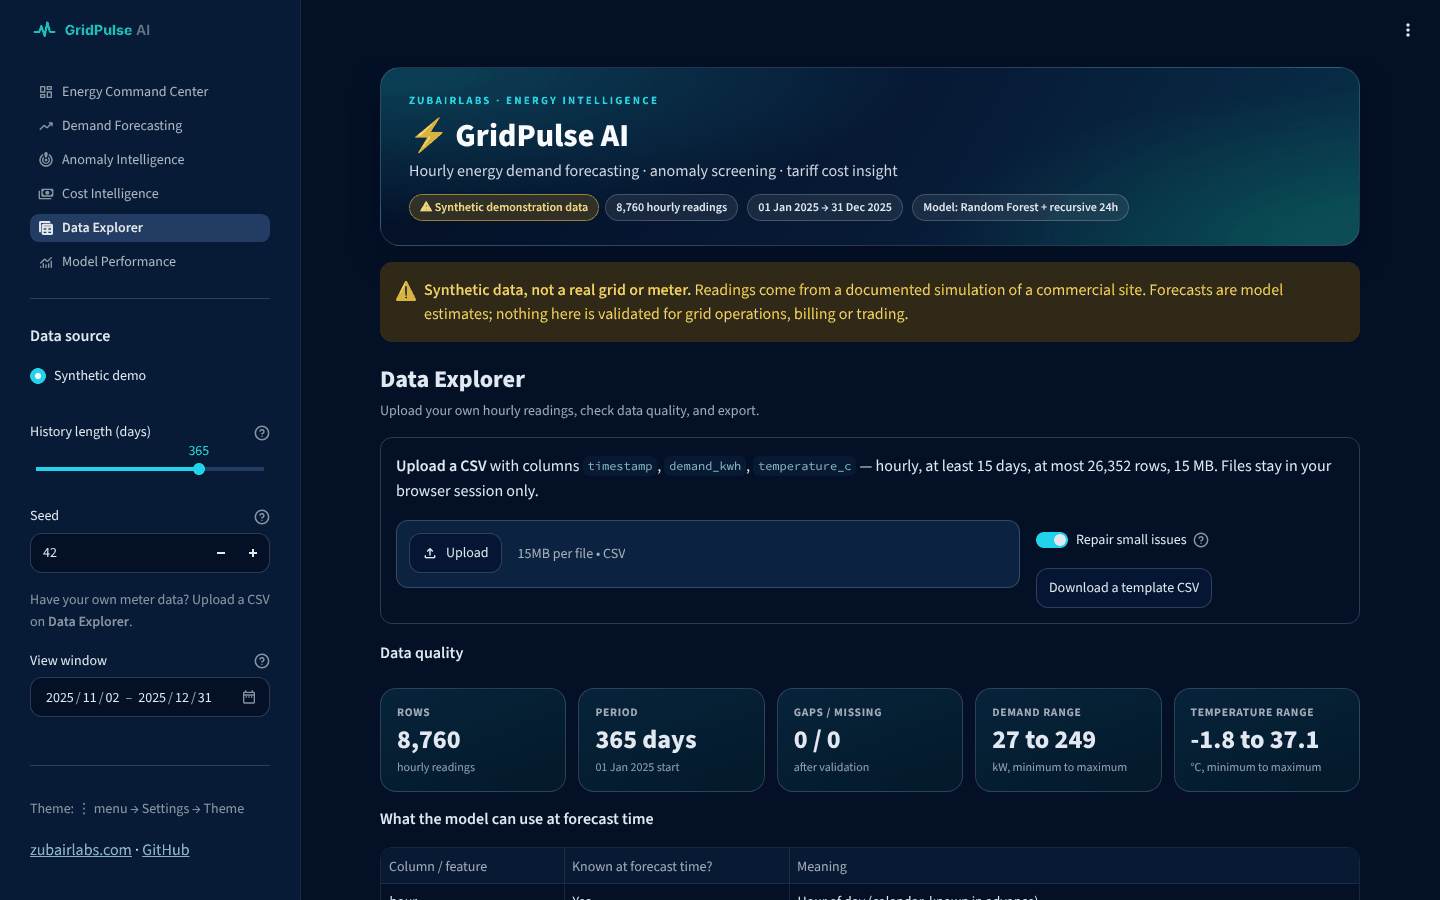 GridPulse AI
Energy Command Center
Demand Forecasting
Anomaly Intelligence
Cost Intelligence
Data Explorer
Model Performance
Data source
Synthetic demo
History length (days)
365
Seed
42
Have your own meter data? Upload a CSV
on Data Explorer.
View window
2025/11/02 – 2025/12/31
Theme: ⋮ menu → Settings → Theme
zubairlabs.com · GitHub
ZUBAIRLABS · ENERGY INTELLIGENCE
⚡ GridPulse AI
Hourly energy demand forecasting · anomaly screening · tariff cost insight
⚠ Synthetic demonstration data
8,760 hourly readings
01 Jan 2025 → 31 Dec 2025
Model: Random Forest + recursive 24h
Synthetic data, not a real grid or meter. Readings come from a documented simulation of a commercial site. Forecasts are model
estimates; nothing here is validated for grid operations, billing or trading.
Data Explorer
Upload your own hourly readings, check data quality, and export.
Upload a CSV with columns timestamp, demand_kwh, temperature_c — hourly, at least 15 days, at most 26,352 rows, 15 MB. Files stay in your
browser session only.
Upload
15MB per file • CSV
Repair small issues
Download a template CSV
Data quality
ROWS
8,760
hourly readings
PERIOD
365 days
01 Jan 2025 start
GAPS / MISSING
0 / 0
after validation
DEMAND RANGE
27 to 249
kW, minimum to maximum
TEMPERATURE RANGE
-1.8 to 37.1
°C, minimum to maximum
What the model can use at forecast time
Column / feature
Known at forecast time?
Meaning